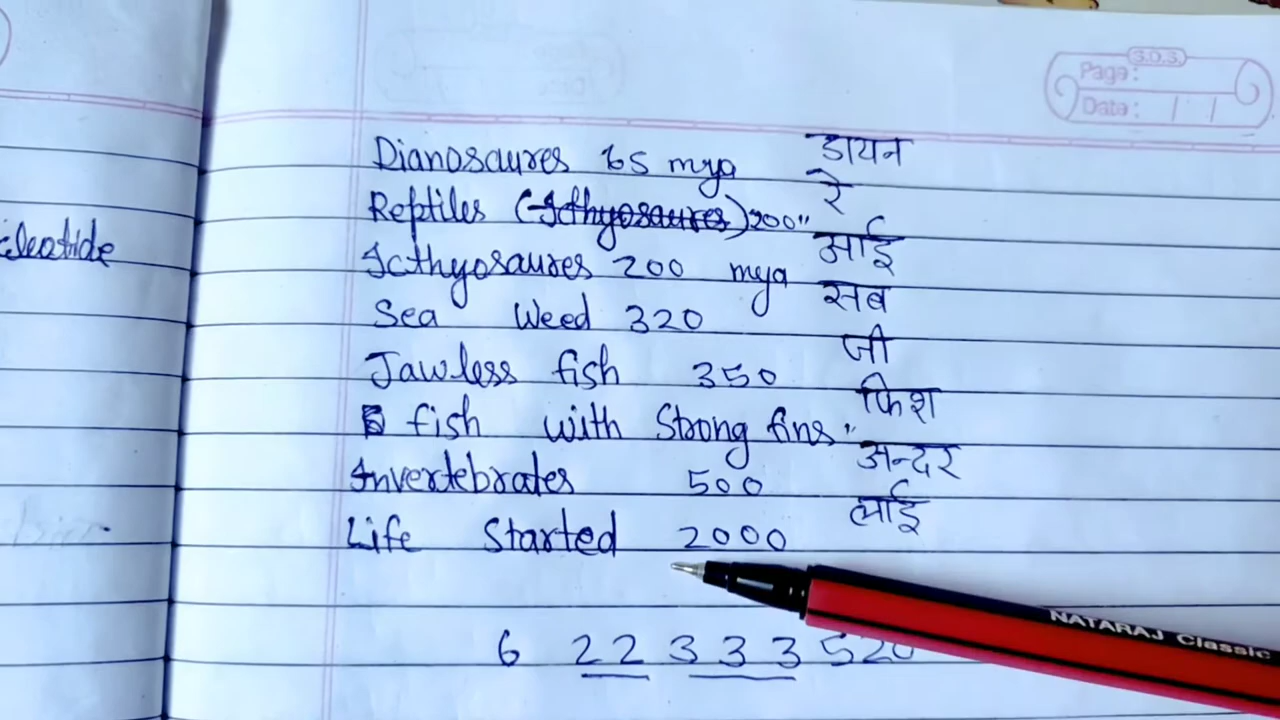 S.D.S.
Page:
Date:
Dianosaures 65 mya डायन
Reptiles (Icthyosaures) 200" रे
Icthyosaures 200 mya आई
Sea Weed 320 सब
Jawless fish 350 जी
fish with Strong fins " फिश
Invertebrates 500 अन्दर
Life Started 2000 लाई
6 22 333 520
NATARAJ Classic